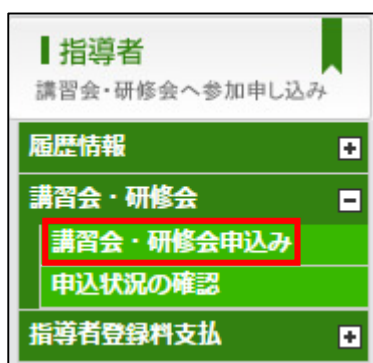 指導者
講習会・研修会へ参加申し込み
履歴情報
講習会・研修会
講習会・研修会申込み
申込状況の確認
指導者登録料支払